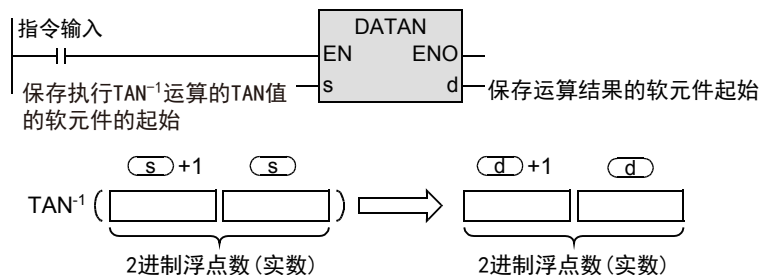 指令输入
DATAN
EN ENO
s d
保存执行TAN⁻¹运算的TAN值
的软元件的起始
保存运算结果的软元件起始
s +1 s d +1 d
TAN⁻¹ ( )
2进制浮点数(实数) 2进制浮点数(实数)